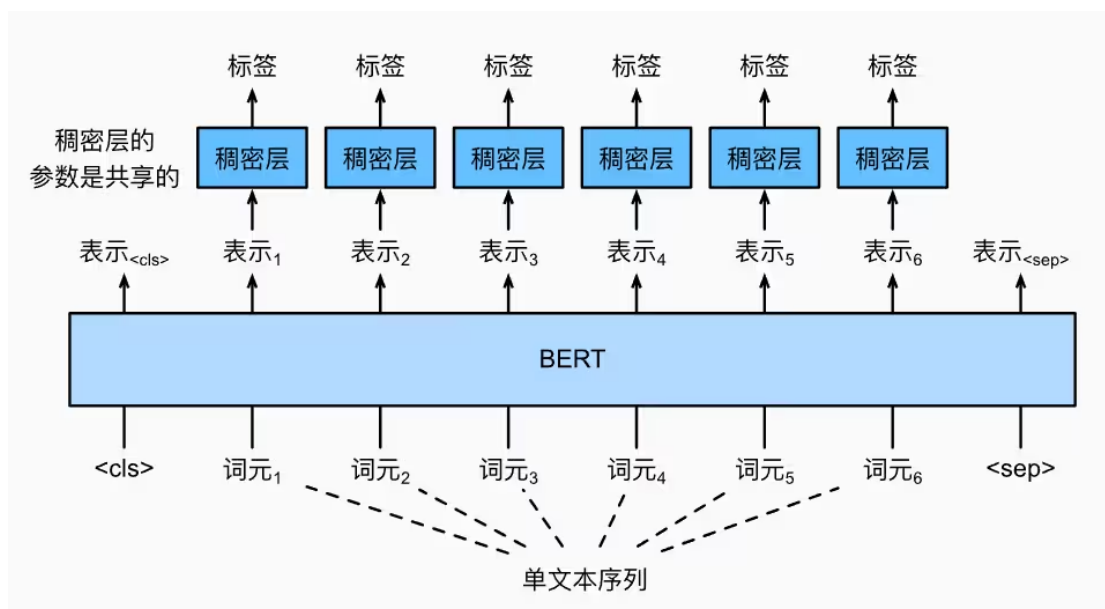 标签 标签 标签 标签 标签 标签
稠密层的
参数是共享的
稠密层 稠密层 稠密层 稠密层 稠密层 稠密层
表示<cls> 表示1 表示2 表示3 表示4 表示5 表示6 表示<sep>
BERT
<cls> 词元1 词元2 词元3 词元4 词元5 词元6 <sep>
单文本序列